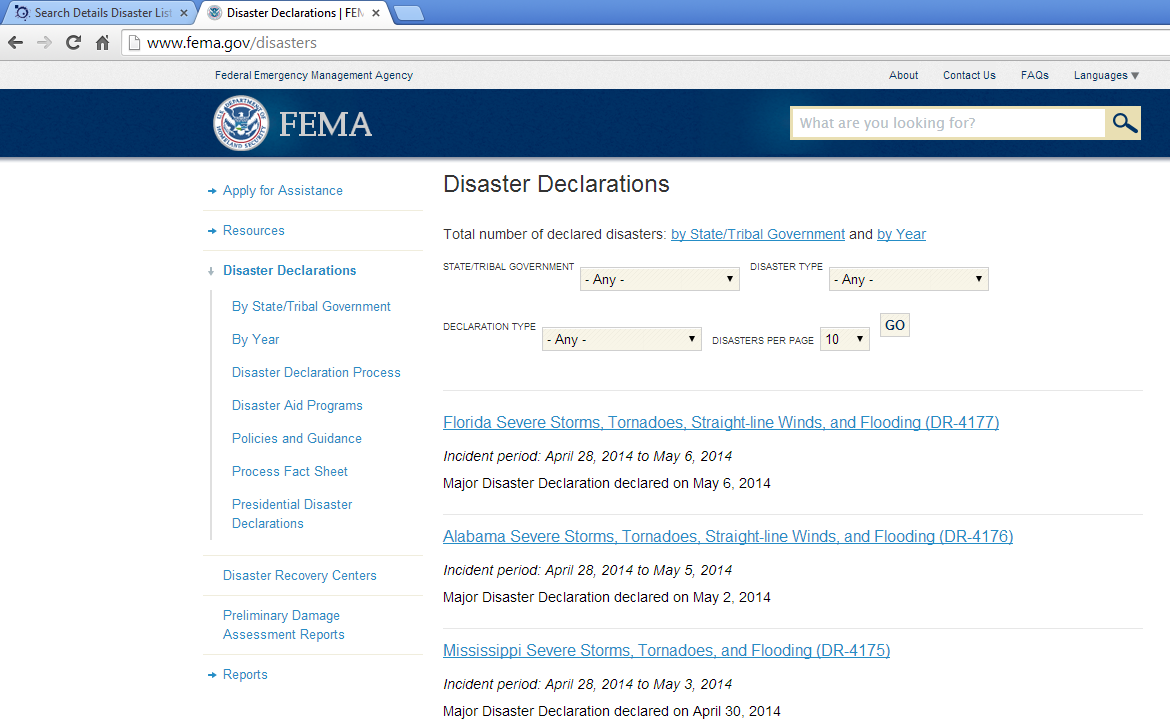 Search Details Disaster List
Disaster Declarations | FEM
www.fema.gov/disasters
Federal Emergency Management Agency
About
Contact Us
FAQs
Languages ▼
U.S. DEPARTMENT OF HOMELAND SECURITY
FEMA
What are you looking for?
Apply for Assistance
Resources
Disaster Declarations
By State/Tribal Government
By Year
Disaster Declaration Process
Disaster Aid Programs
Policies and Guidance
Process Fact Sheet
Presidential Disaster
Declarations
Disaster Recovery Centers
Preliminary Damage
Assessment Reports
Reports
Disaster Declarations
Total number of declared disasters: by State/Tribal Government and by Year
STATE/TRIBAL GOVERNMENT - Any - DISASTER TYPE - Any -
DECLARATION TYPE - Any - DISASTERS PER PAGE 10 GO
Florida Severe Storms, Tornadoes, Straight-line Winds, and Flooding (DR-4177)
Incident period: April 28, 2014 to May 6, 2014
Major Disaster Declaration declared on May 6, 2014
Alabama Severe Storms, Tornadoes, Straight-line Winds, and Flooding (DR-4176)
Incident period: April 28, 2014 to May 5, 2014
Major Disaster Declaration declared on May 2, 2014
Mississippi Severe Storms, Tornadoes, and Flooding (DR-4175)
Incident period: April 28, 2014 to May 3, 2014
Major Disaster Declaration declared on April 30, 2014